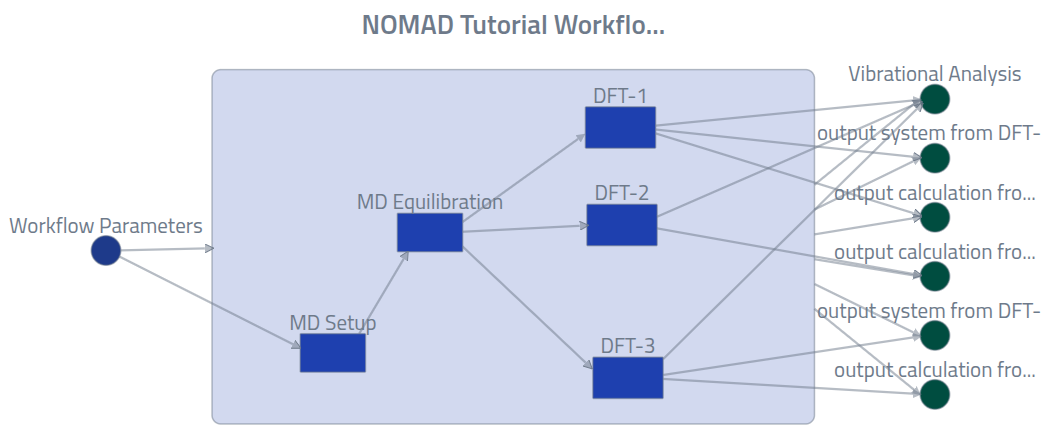 NOMAD Tutorial Workflo...
Vibrational Analysis
DFT-1
output system from DFT-
DFT-2
output calculation fro...
MD Equilibration
Workflow Parameters
output calculation fro...
MD Setup
output system from DFT-
DFT-3
output calculation fro...